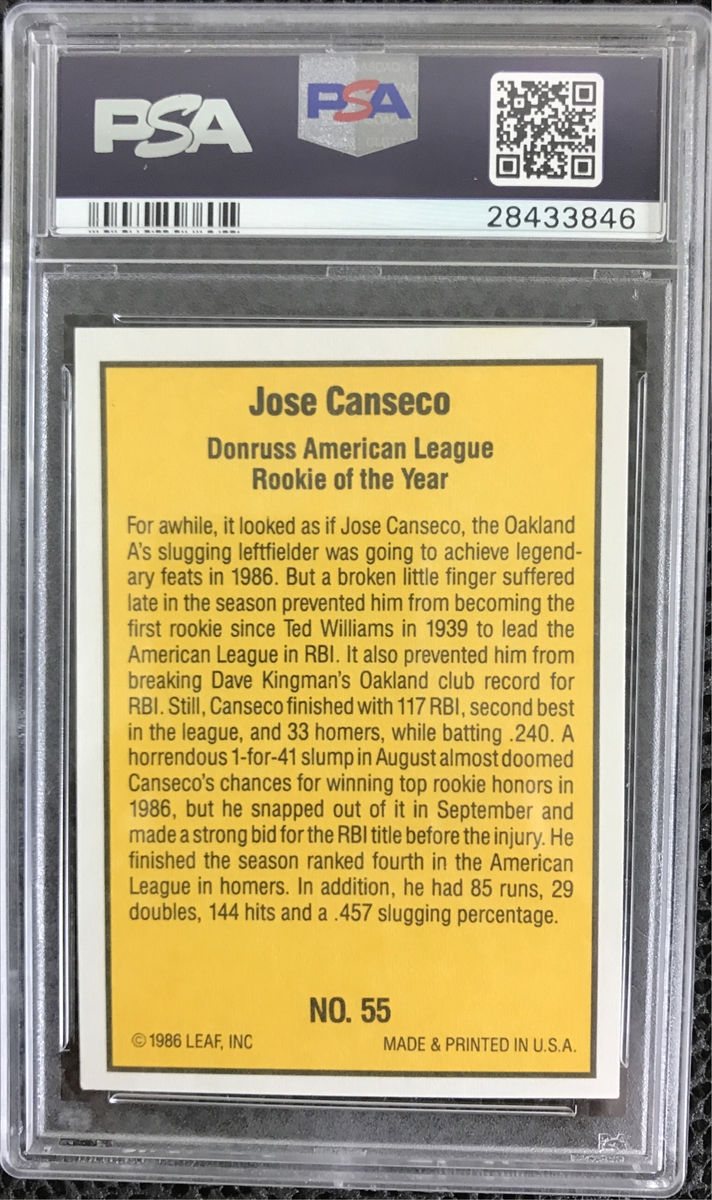 PSA
PSA
28433846
Jose Canseco
Donruss American League
Rookie of the Year
For awhile, it looked as if Jose Canseco, the Oakland
A's slugging leftfielder was going to achieve legend-
ary feats in 1986. But a broken little finger suffered
late in the season prevented him from becoming the
first rookie since Ted Williams in 1939 to lead the
American League in RBI. It also prevented him from
breaking Dave Kingman's Oakland club record for
RBI. Still, Canseco finished with 117 RBI, second best
in the league, and 33 homers, while batting .240. A
horrendous 1-for-41 slump in August almost doomed
Canseco's chances for winning top rookie honors in
1986, but he snapped out of it in September and
made a strong bid for the RBI title before the injury. He
finished the season ranked fourth in the American
League in homers. In addition, he had 85 runs, 29
doubles, 144 hits and a .457 slugging percentage.
NO. 55
© 1986 LEAF, INC MADE & PRINTED IN U.S.A.